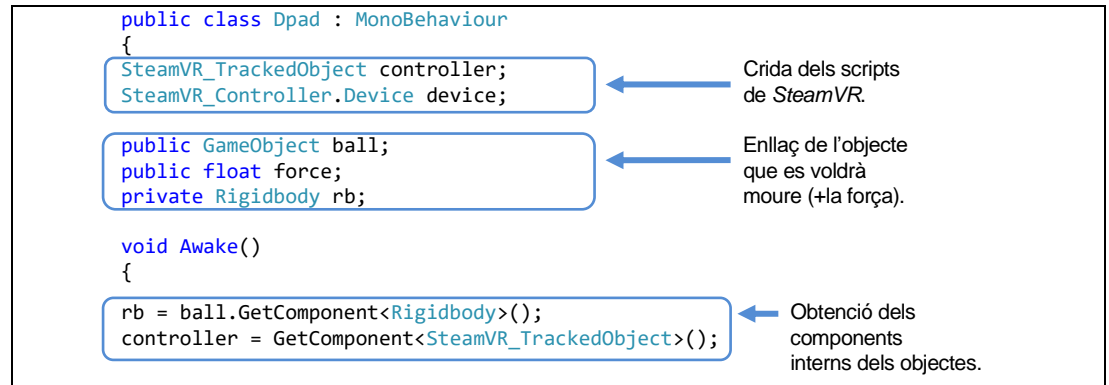 public class Dpad : MonoBehaviour
{
SteamVR_TrackedObject controller;
SteamVR_Controller.Device device;
Crida dels scripts
de SteamVR.
public GameObject ball;
public float force;
private Rigidbody rb;
Enllaç de l’objecte
que es voldrà
moure (+la força).
void Awake()
{
rb = ball.GetComponent<Rigidbody>();
controller = GetComponent<SteamVR_TrackedObject>();
Obtenció dels
components
interns dels objectes.